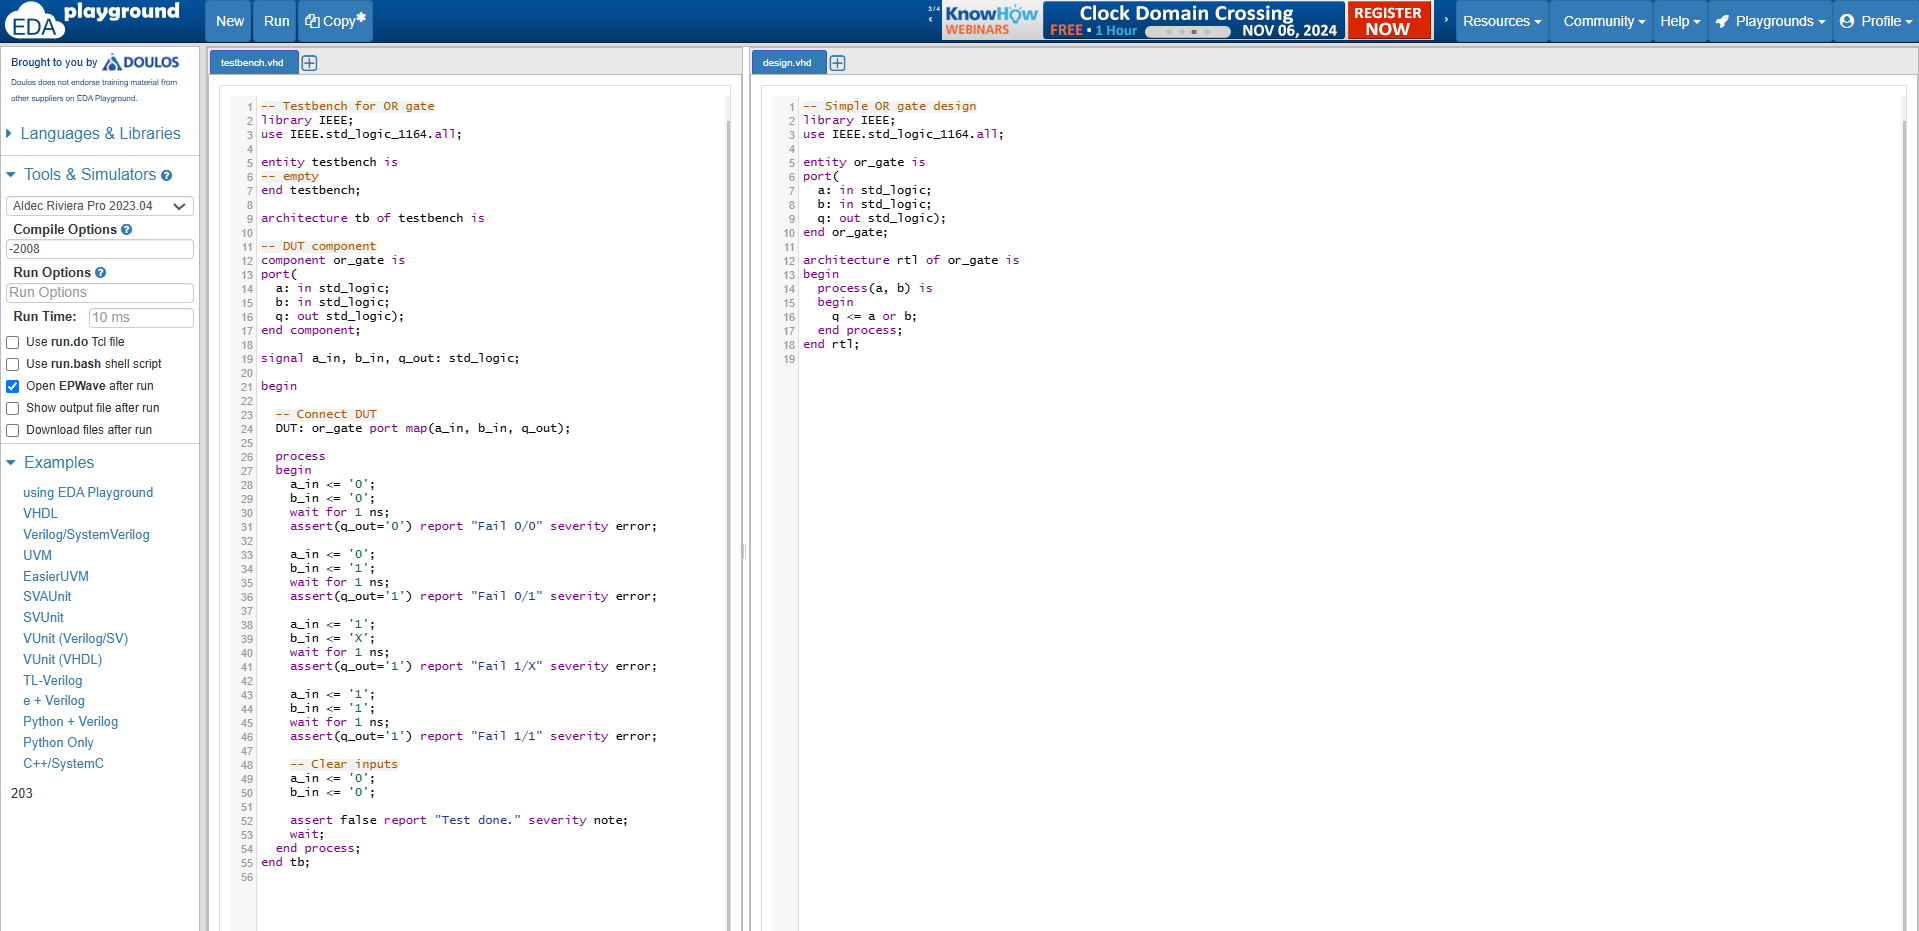 EDA playground
New Run Copy*
3/4
KnowHow WEBINARS
Clock Domain Crossing
FREE • 1 Hour NOV 06, 2024
REGISTER NOW
Resources Community Help Playgrounds Profile
Brought to you by DOULOS
Doulos does not endorse training material from
other suppliers on EDA Playground.
Languages & Libraries
Tools & Simulators
Aldec Riviera Pro 2023.04
Compile Options
-2008
Run Options
Run Options
Run Time: 10 ms
Use run.do Tcl file
Use run.bash shell script
Open EPWave after run
Show output file after run
Download files after run
Examples
using EDA Playground
VHDL
Verilog/SystemVerilog
UVM
EasierUVM
SVAUnit
SVUnit
VUnit (Verilog/SV)
VUnit (VHDL)
TL-Verilog
e + Verilog
Python + Verilog
Python Only
C++/SystemC
203
testbench.vhd
1 -- Testbench for OR gate
2 library IEEE;
3 use IEEE.std_logic_1164.all;
4
5 entity testbench is
6 -- empty
7 end testbench;
8
9 architecture tb of testbench is
10
11 -- DUT component
12 component or_gate is
13 port(
14   a: in std_logic;
15   b: in std_logic;
16   q: out std_logic);
17 end component;
18
19 signal a_in, b_in, q_out: std_logic;
20
21 begin
22
23   -- Connect DUT
24   DUT: or_gate port map(a_in, b_in, q_out);
25
26   process
27   begin
28     a_in <= '0';
29     b_in <= '0';
30     wait for 1 ns;
31     assert(q_out='0') report "Fail 0/0" severity error;
32
33     a_in <= '0';
34     b_in <= '1';
35     wait for 1 ns;
36     assert(q_out='1') report "Fail 0/1" severity error;
37
38     a_in <= '1';
39     b_in <= 'X';
40     wait for 1 ns;
41     assert(q_out='1') report "Fail 1/X" severity error;
42
43     a_in <= '1';
44     b_in <= '1';
45     wait for 1 ns;
46     assert(q_out='1') report "Fail 1/1" severity error;
47
48     -- Clear inputs
49     a_in <= '0';
50     b_in <= '0';
51
52     assert false report "Test done." severity note;
53     wait;
54   end process;
55 end tb;
56
design.vhd
1 -- Simple OR gate design
2 library IEEE;
3 use IEEE.std_logic_1164.all;
4
5 entity or_gate is
6 port(
7   a: in std_logic;
8   b: in std_logic;
9   q: out std_logic);
10 end or_gate;
11
12 architecture rtl of or_gate is
13 begin
14   process(a, b) is
15   begin
16     q <= a or b;
17   end process;
18 end rtl;
19